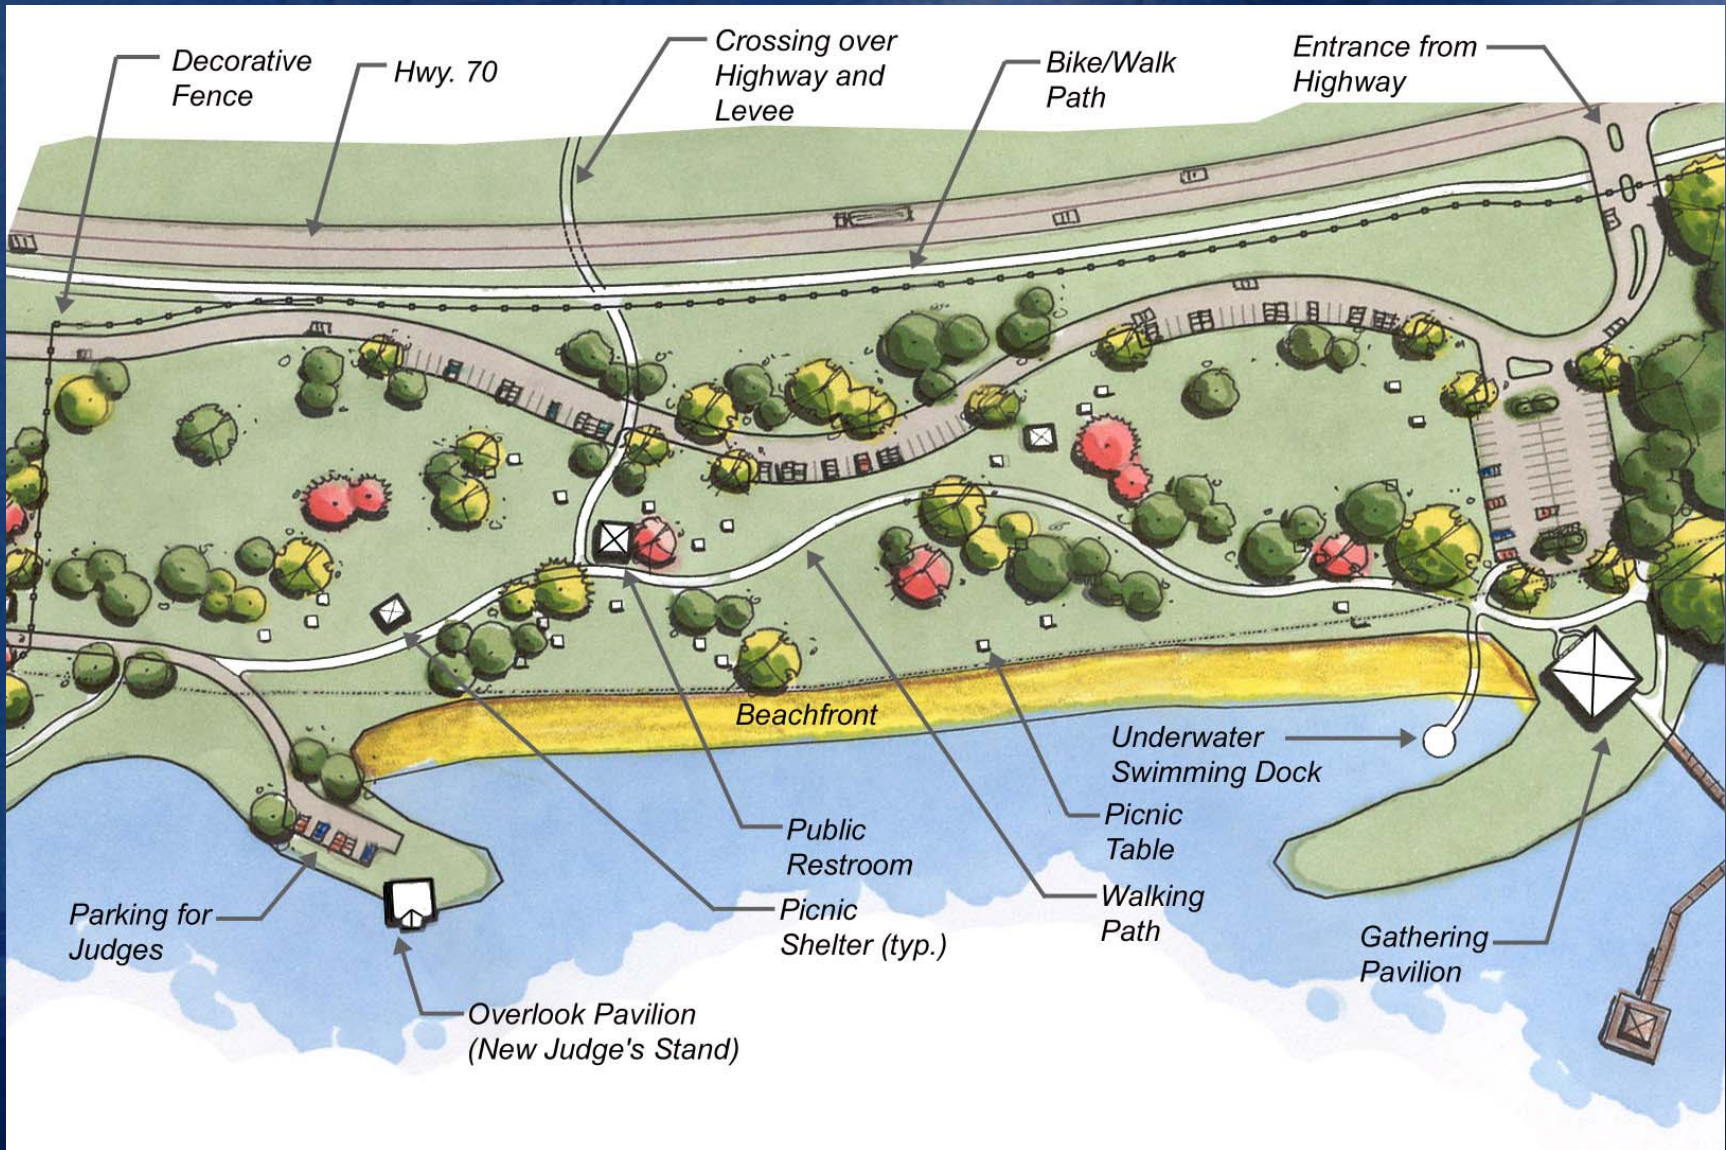 Decorative
Fence
Hwy. 70
Crossing over
Highway and
Levee
Bike/Walk
Path
Entrance from
Highway
Beachfront
Underwater
Swimming Dock
Picnic
Table
Public
Restroom
Walking
Path
Picnic
Shelter (typ.)
Parking for
Judges
Gathering
Pavilion
Overlook Pavilion
(New Judge's Stand)